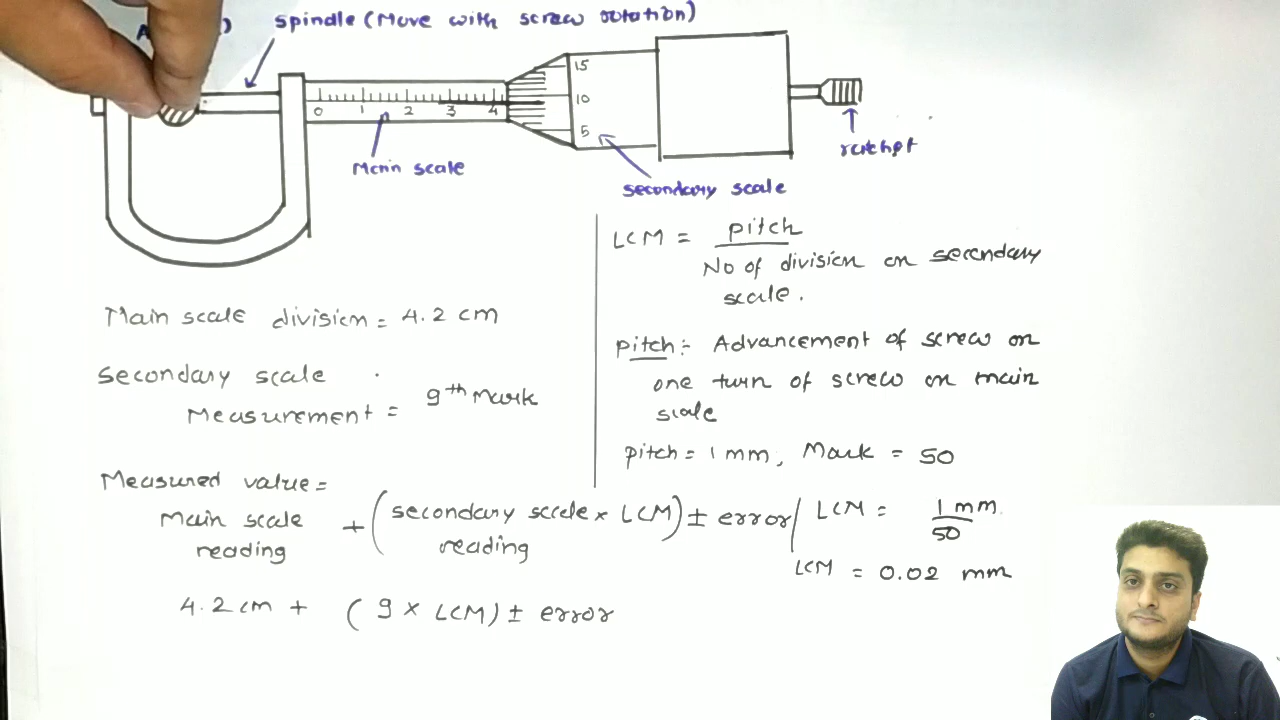 spindle (Move with screw rotation)
0 1 2 3 4
15
10
5
ratchet
Main scale
secondary scale
LCM = pitch
No of division on secondary
scale.
Main scale division = 4.2 cm
pitch :- Advancement of screw on
one turn of screw on main
scale
Secondary scale
Measurement = 9th Mark
pitch = 1 mm, Mark = 50
Measured value =
Main scale
reading
+ (secondary scale reading × LCM) ± error
LCM = 1 mm
50
LCM = 0.02 mm
4.2 cm + ( 9 × LCM) ± error